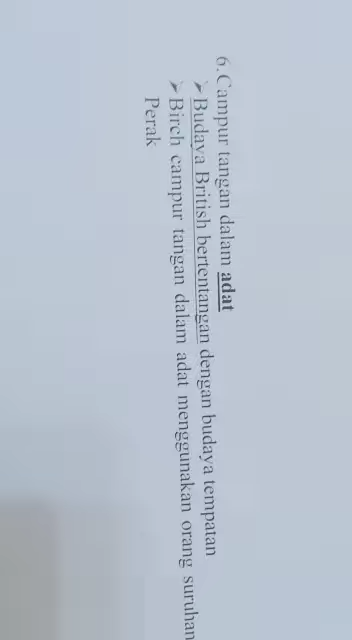 6.Campur tangan dalam adat
➤ Budaya British bertentangan dengan budaya tempatan
➤ Birch campur tangan dalam adat menggunakan orang suruhan
Perak